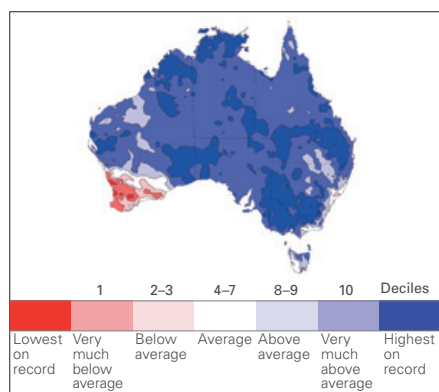 1 2–3 4–7 8–9 10 Deciles
Lowest on record
Very much below average
Below average
Average
Above average
Very much above average
Highest on record